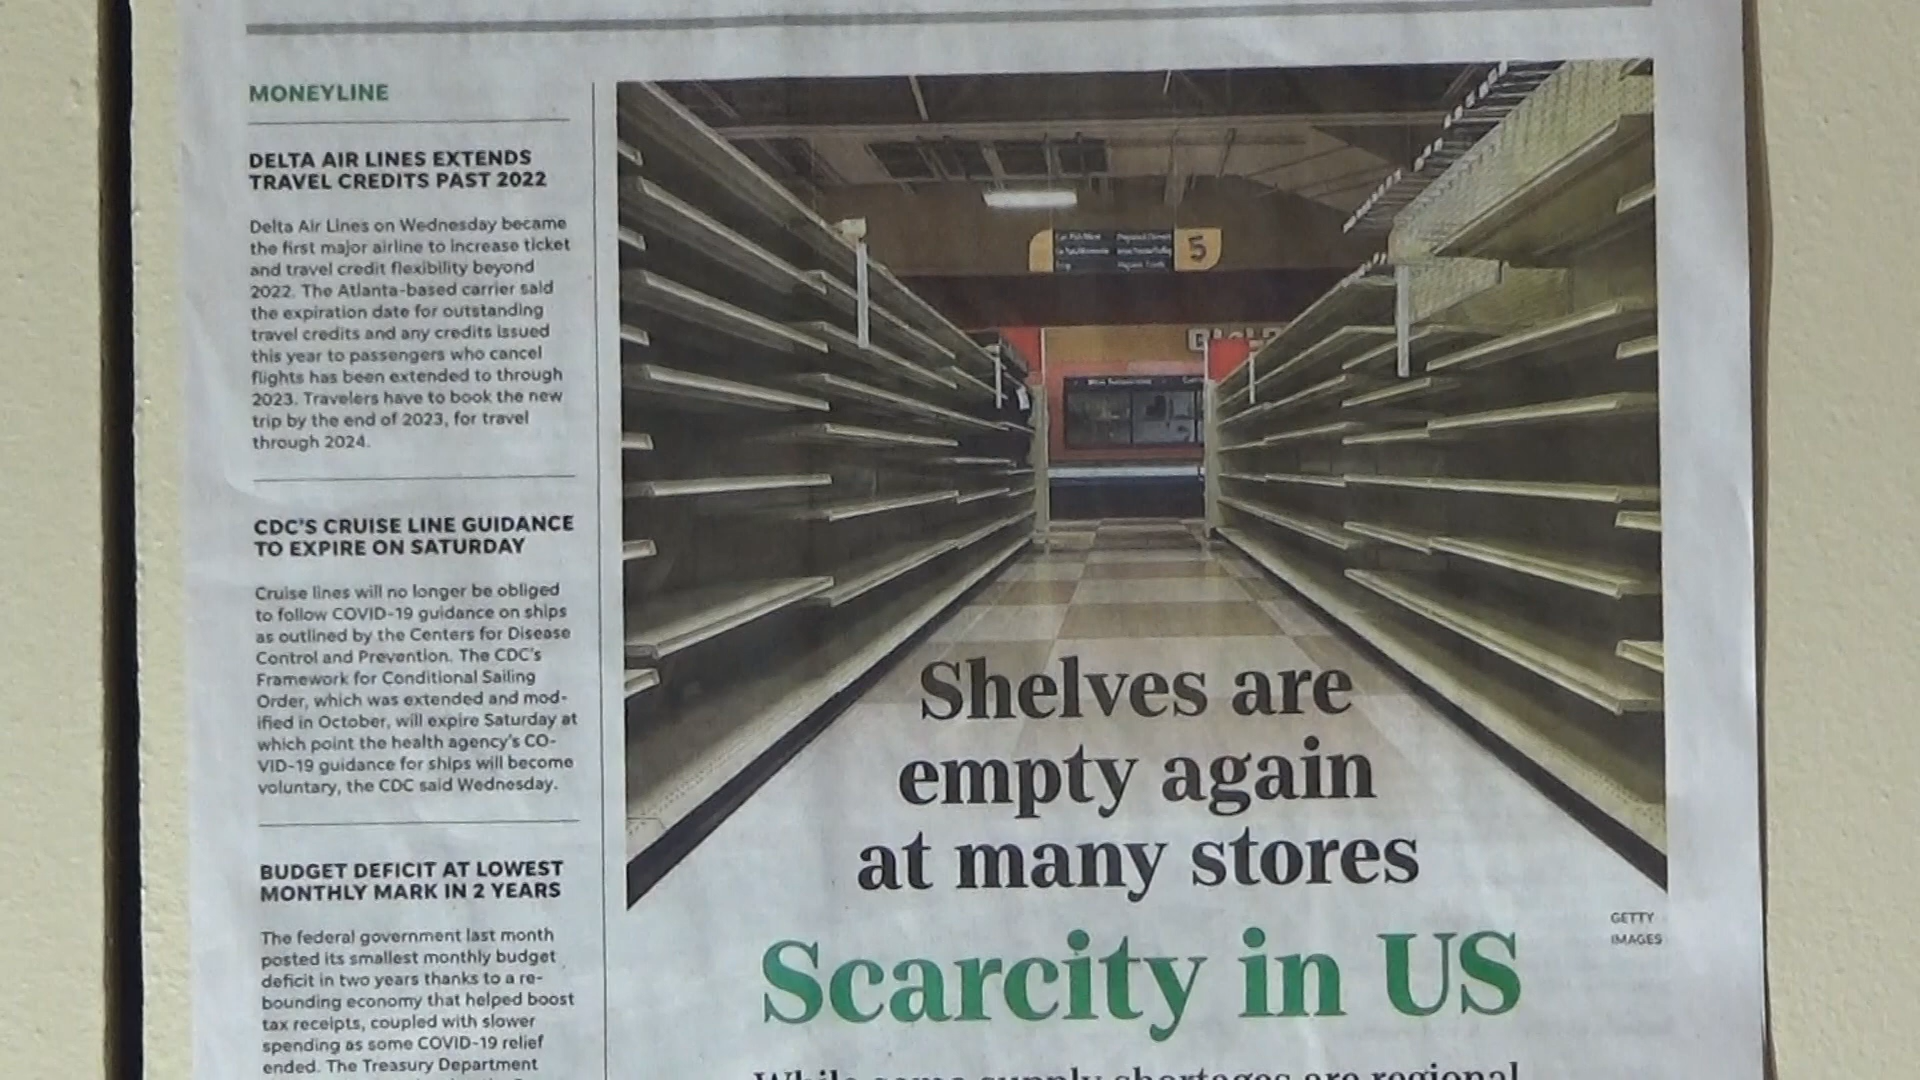 MONEYLINE
DELTA AIR LINES EXTENDS
TRAVEL CREDITS PAST 2022
Delta Air Lines on Wednesday became
the first major airline to increase ticket
and travel credit flexibility beyond
2022. The Atlanta-based carrier said
the expiration date for outstanding
travel credits and any credits issued
this year to passengers who cancel
flights has been extended to through
2023. Travelers have to book the new
trip by the end of 2023, for travel
through 2024.
CDC'S CRUISE LINE GUIDANCE
TO EXPIRE ON SATURDAY
Cruise lines will no longer be obliged
to follow COVID-19 guidance on ships
as outlined by the Centers for Disease
Control and Prevention. The CDC's
Framework for Conditional Sailing
Order, which was extended and mod-
ified in October, will expire Saturday at
which point the health agency's CO-
VID-19 guidance for ships will become
voluntary, the CDC said Wednesday.
BUDGET DEFICIT AT LOWEST
MONTHLY MARK IN 2 YEARS
The federal government last month
posted its smallest monthly budget
deficit in two years thanks to a re-
bounding economy that helped boost
tax receipts, coupled with slower
spending as some COVID-19 relief
ended. The Treasury Department
5
Shelves are
empty again
at many stores
GETTY
IMAGES
Scarcity in US
While some supply shortages are regional